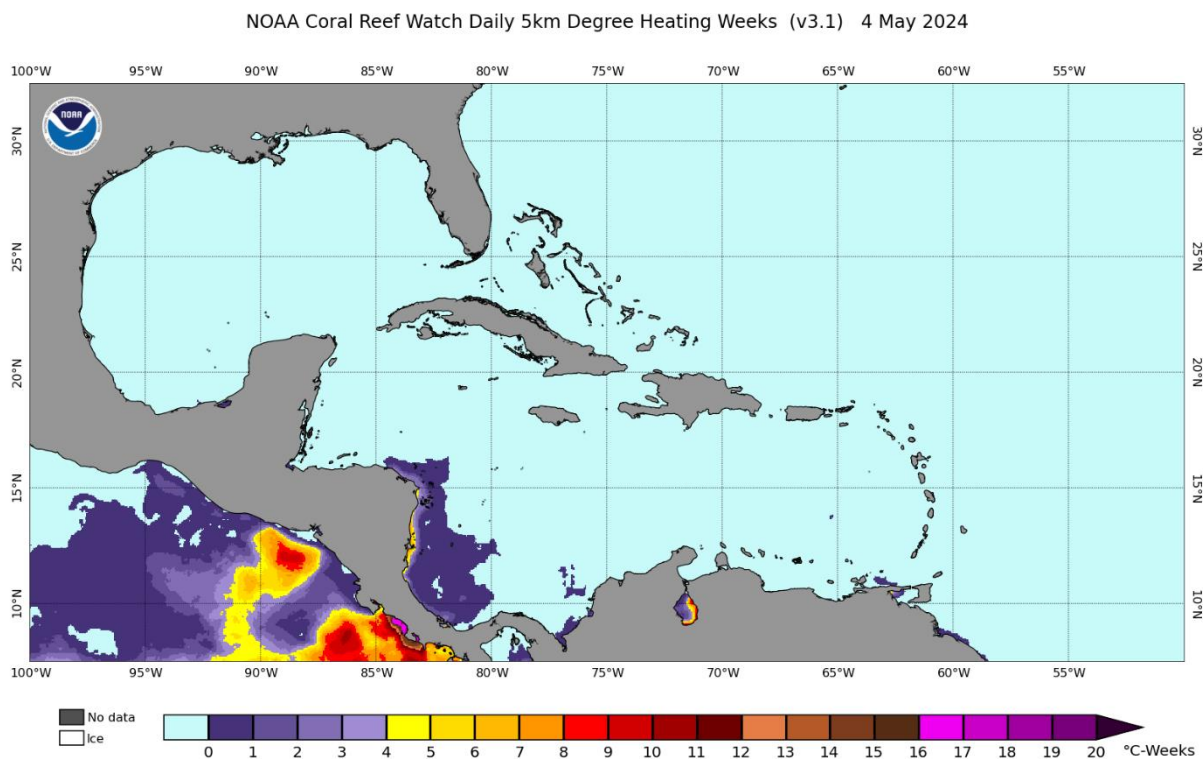 NOAA Coral Reef Watch Daily 5km Degree Heating Weeks (v3.1) 4 May 2024
100°W 95°W 90°W 85°W 80°W 75°W 70°W 65°W 60°W 55°W
NOAA
30°N 30°N
25°N 25°N
20°N 20°N
15°N 15°N
10°N 10°N
100°W 95°W 90°W 85°W 80°W 75°W 70°W 65°W 60°W 55°W
No data
Ice
0 1 2 3 4 5 6 7 8 9 10 11 12 13 14 15 16 17 18 19 20 °C-Weeks